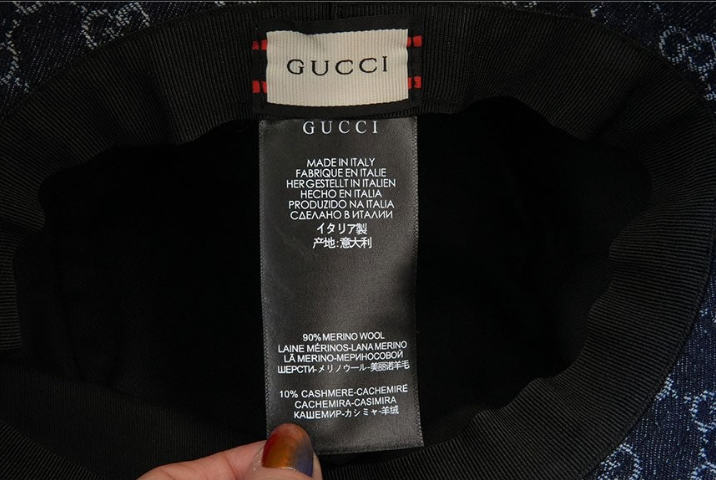 GUCCI
GUCCI
MADE IN ITALY
FABRIQUE EN ITALIE
HERGESTELLT IN ITALIEN
HECHO EN ITALIA
PRODUZIDO NA ITALIA
СДЕЛАНО В ИТАЛИИ
イタリア製
产地:意大利
90% MERINO WOOL
LAINE MÉRINOS-LANA MERINO
LÃ MERINO-МЕРИНОСОВОЙ
ШЕРСТИ-メリノウール-美丽诺羊毛
10% CASHMERE-CACHEMIRE
CACHEMIRA-CASIMIRA
КАШЕМИР-カシミヤ-羊绒